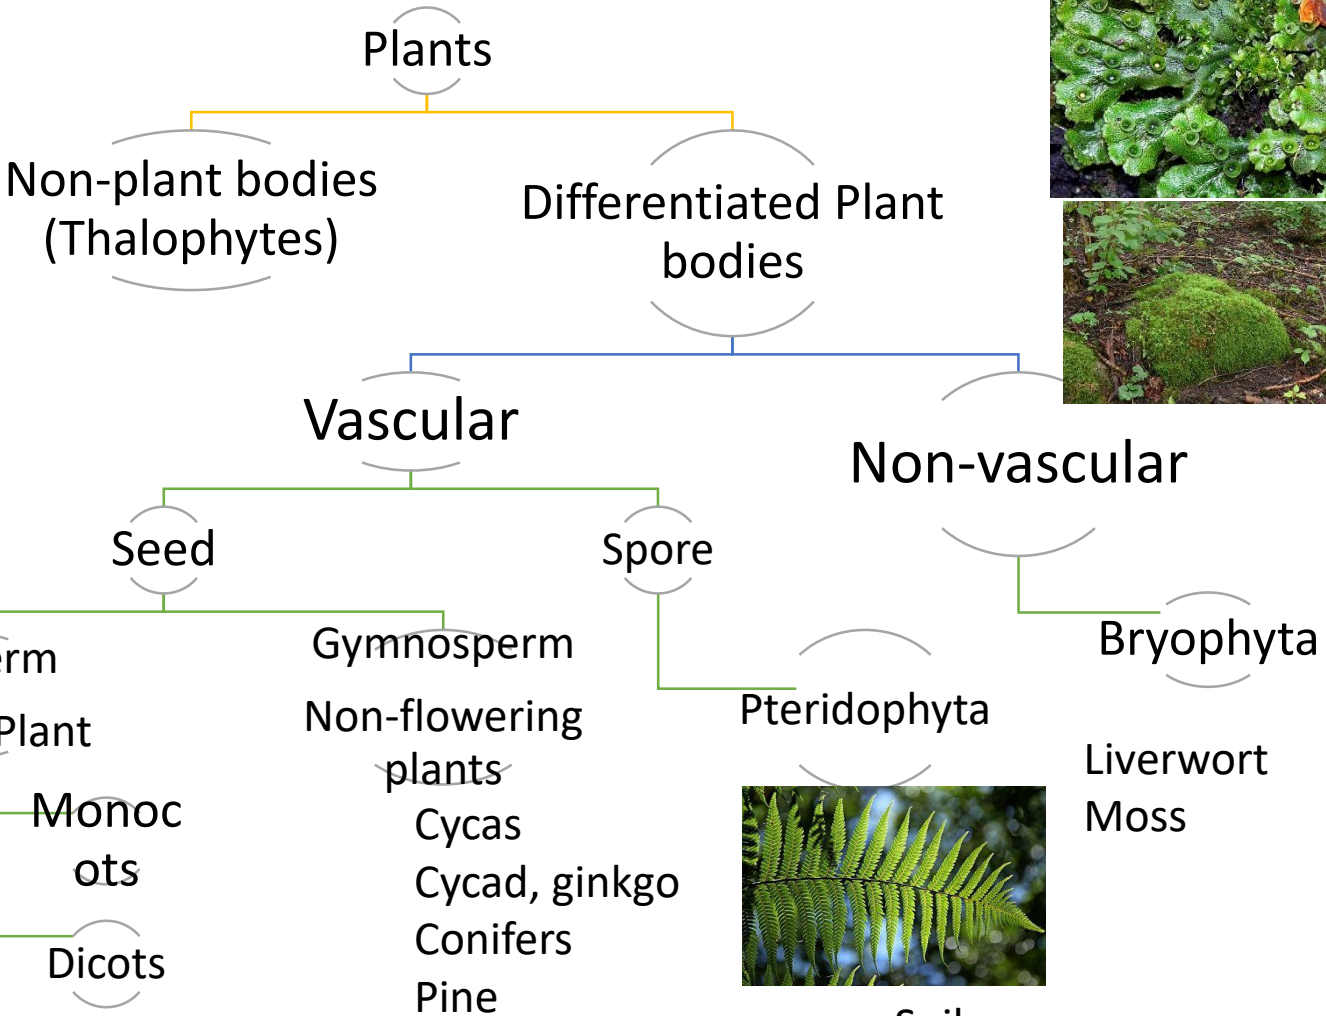 Plants
Non-plant bodies
(Thalophytes)
Differentiated Plant
bodies
Vascular
Non-vascular
Seed
Spore
erm
Plant
Monoc
ots
Dicots
Gymnosperm
Non-flowering
plants
Cycas
Cycad, ginkgo
Conifers
Pine
Pteridophyta
Bryophyta
Liverwort
Moss